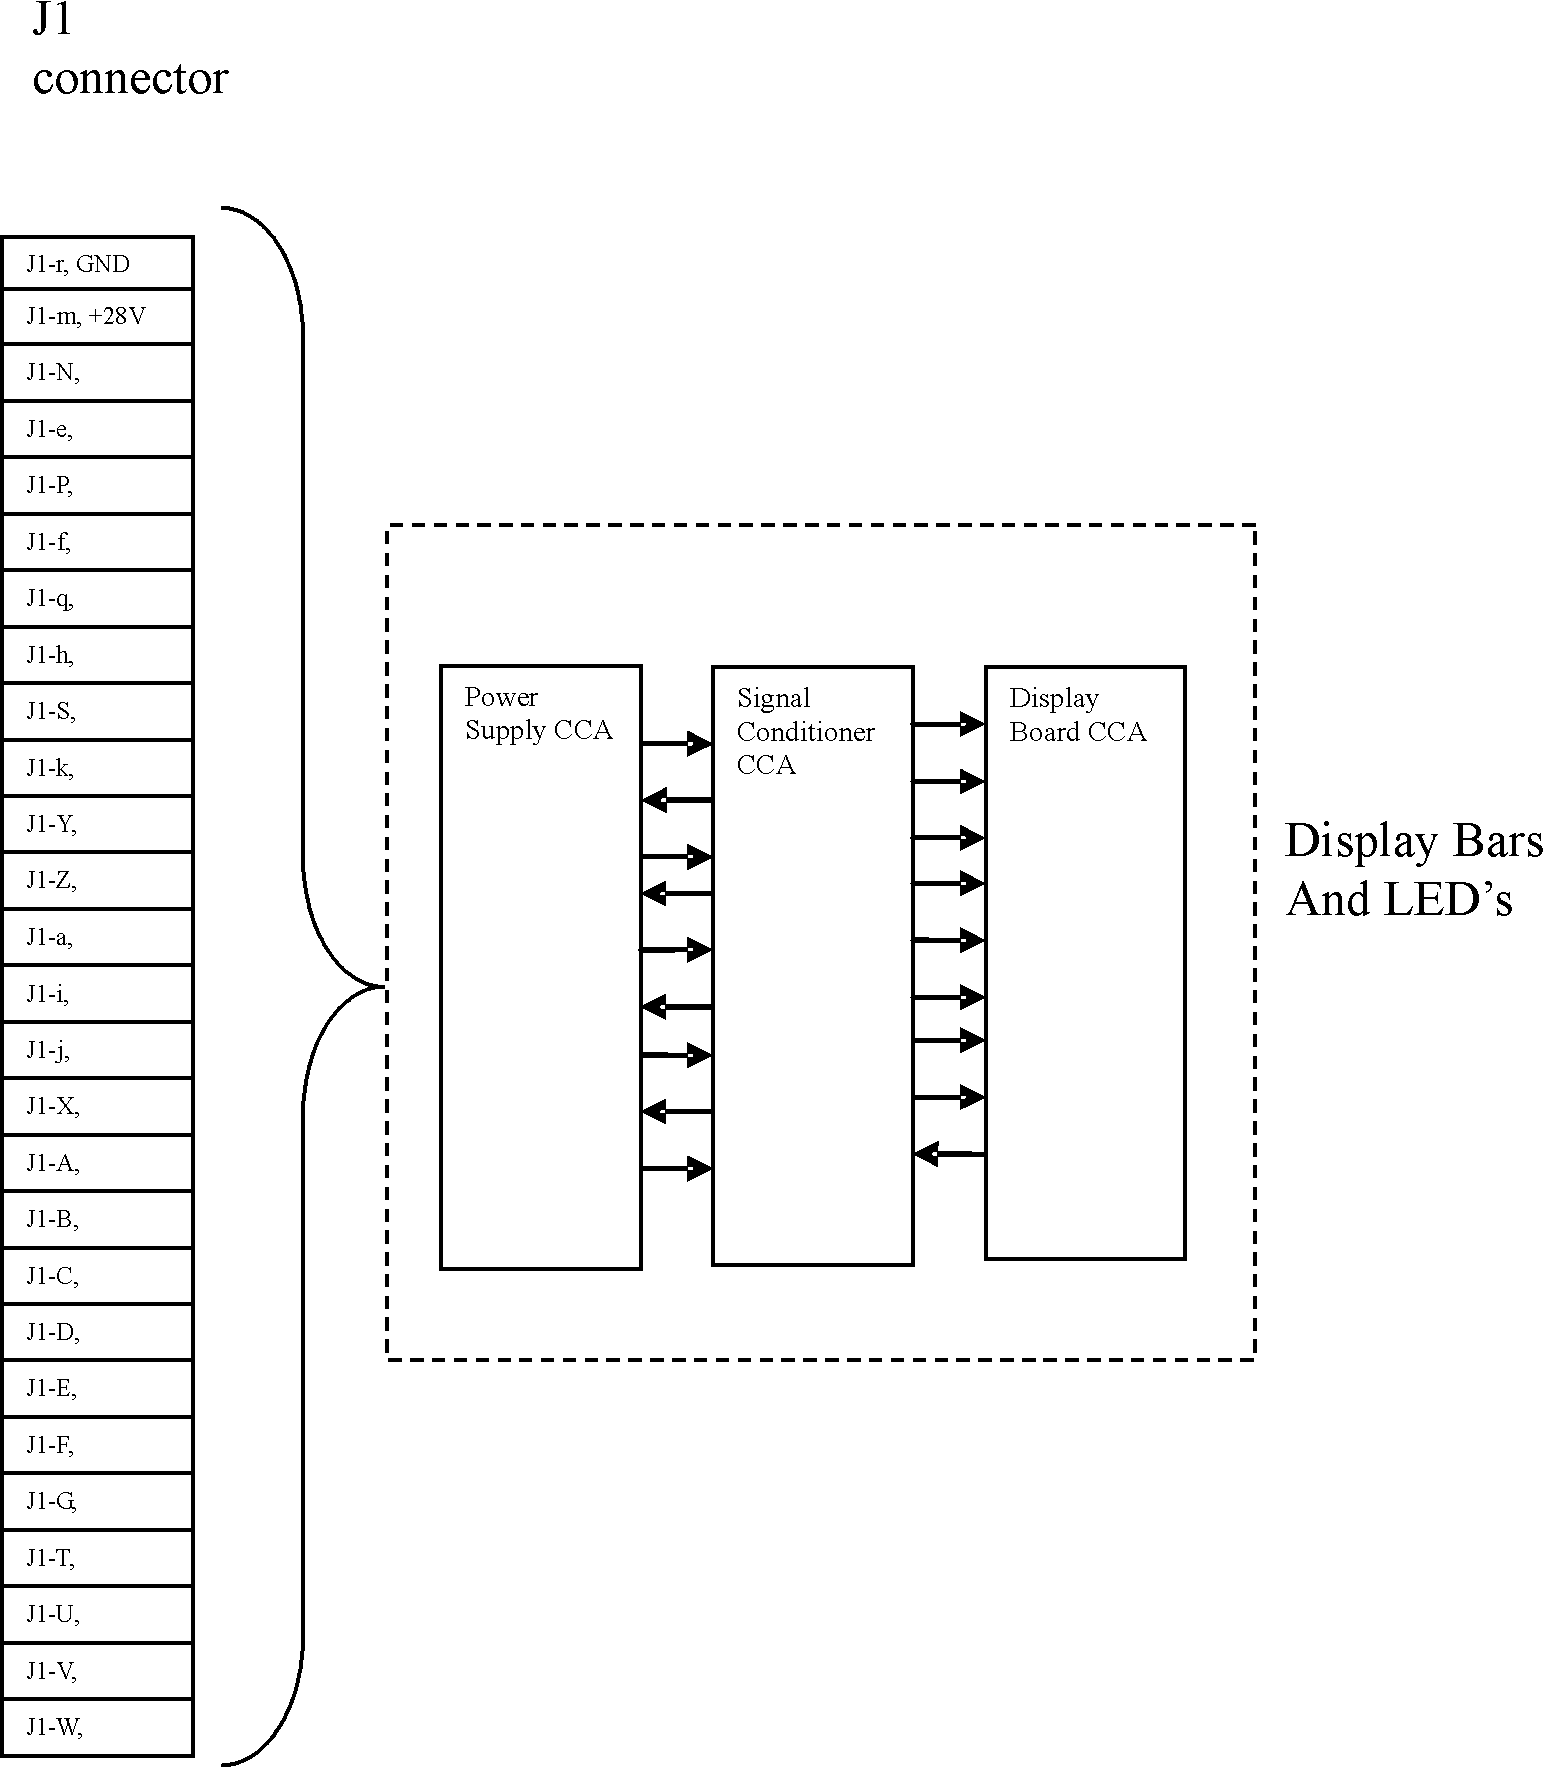 J1
connector
J1-r, GND
J1-m, +28V
J1-N,
J1-e,
J1-P,
J1-f,
J1-q,
J1-h,
J1-S,
J1-k,
J1-Y,
J1-Z,
J1-a,
J1-i,
J1-j,
J1-X,
J1-A,
J1-B,
J1-C,
J1-D,
J1-E,
J1-F,
J1-G,
J1-T,
J1-U,
J1-V,
J1-W,
Power
Supply CCA
Signal
Conditioner
CCA
Display
Board CCA
Display Bars
And LED’s